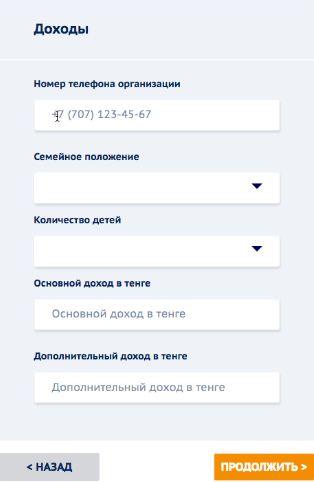 Доходы
Номер телефона организации
+7 (707) 123-45-67
Семейное положение
Количество детей
Основной доход в тенге
Основной доход в тенге
Дополнительный доход в тенге
Дополнительный доход в тенге
< НАЗАД
ПРОДОЛЖИТЬ >